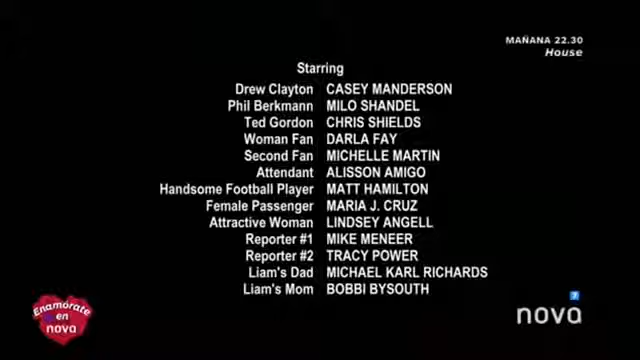 MAÑANA 22.30
House
Starring
Drew Clayton CASEY MANDERSON
Phil Berkmann MILO SHANDEL
Ted Gordon CHRIS SHIELDS
Woman Fan DARLA FAY
Second Fan MICHELLE MARTIN
Attendant ALISSON AMIGO
Handsome Football Player MATT HAMILTON
Female Passenger MARIA J. CRUZ
Attractive Woman LINDSEY ANGELL
Reporter #1 MIKE MENEER
Reporter #2 TRACY POWER
Liam's Dad MICHAEL KARL RICHARDS
Liam's Mom BOBBI BYSOUTH
Enamórate
en
nova
7
nova